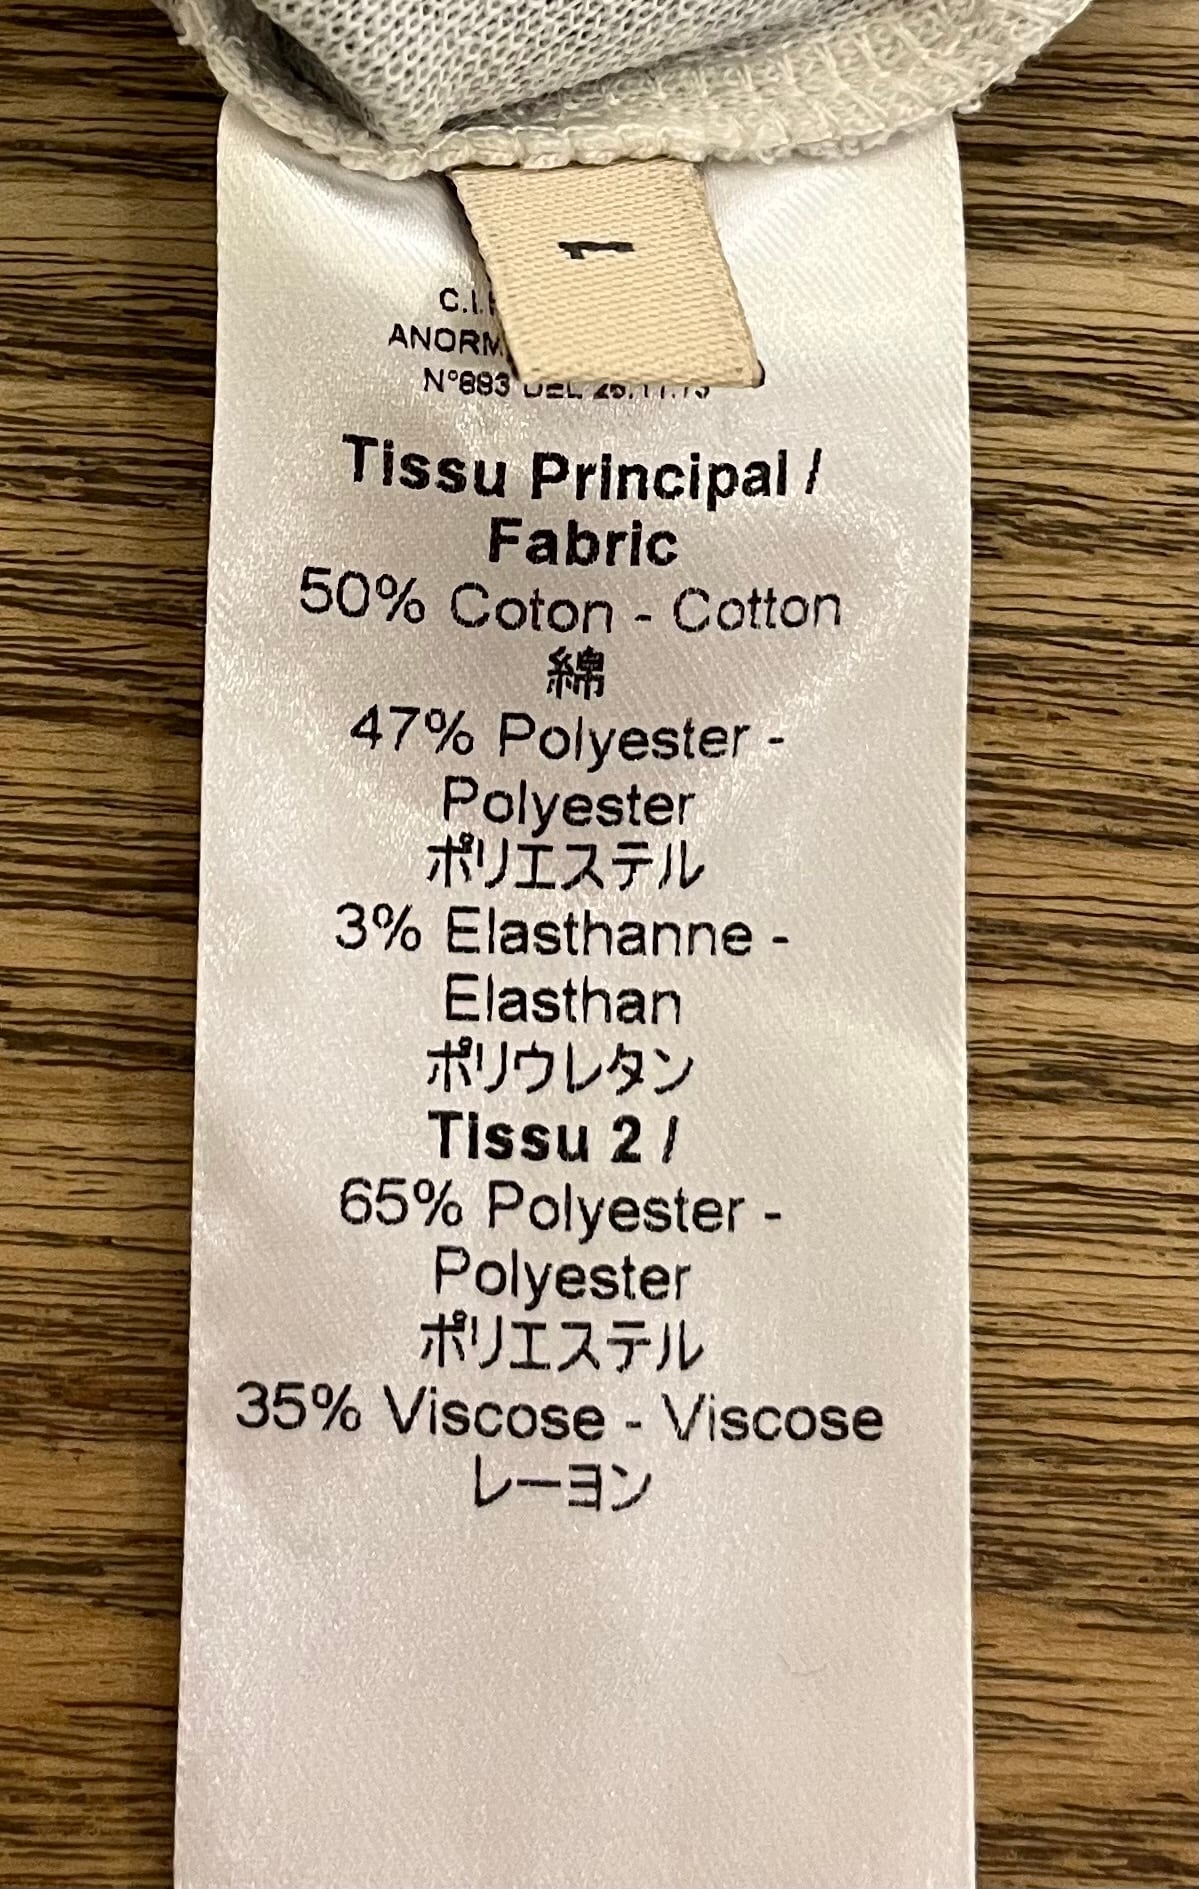 1
N°883 DEL
Tissu Principal /
Fabric
50% Coton - Cotton
綿
47% Polyester -
Polyester
ポリエステル
3% Elasthanne -
Elasthan
ポリウレタン
Tissu 2 /
65% Polyester -
Polyester
ポリエステル
35% Viscose - Viscose
レーヨン